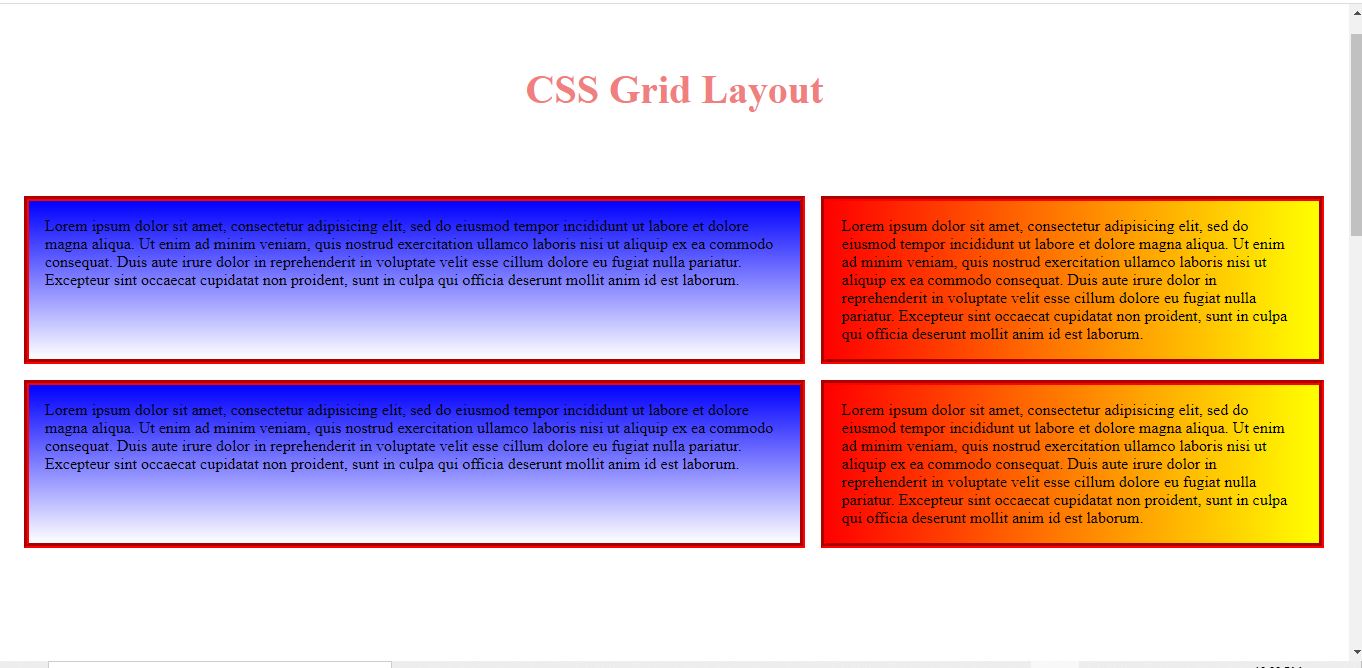 CSS Grid Layout
Lorem ipsum dolor sit amet, consectetur adipisicing elit, sed do eiusmod tempor incididunt ut labore et dolore
magna aliqua. Ut enim ad minim veniam, quis nostrud exercitation ullamco laboris nisi ut aliquip ex ea commodo
consequat. Duis aute irure dolor in reprehenderit in voluptate velit esse cillum dolore eu fugiat nulla pariatur.
Excepteur sint occaecat cupidatat non proident, sunt in culpa qui officia deserunt mollit anim id est laborum.
Lorem ipsum dolor sit amet, consectetur adipisicing elit, sed do
eiusmod tempor incididunt ut labore et dolore magna aliqua. Ut enim
ad minim veniam, quis nostrud exercitation ullamco laboris nisi ut
aliquip ex ea commodo consequat. Duis aute irure dolor in
reprehenderit in voluptate velit esse cillum dolore eu fugiat nulla
pariatur. Excepteur sint occaecat cupidatat non proident, sunt in culpa
qui officia deserunt mollit anim id est laborum.
Lorem ipsum dolor sit amet, consectetur adipisicing elit, sed do eiusmod tempor incididunt ut labore et dolore
magna aliqua. Ut enim ad minim veniam, quis nostrud exercitation ullamco laboris nisi ut aliquip ex ea commodo
consequat. Duis aute irure dolor in reprehenderit in voluptate velit esse cillum dolore eu fugiat nulla pariatur.
Excepteur sint occaecat cupidatat non proident, sunt in culpa qui officia deserunt mollit anim id est laborum.
Lorem ipsum dolor sit amet, consectetur adipisicing elit, sed do
eiusmod tempor incididunt ut labore et dolore magna aliqua. Ut enim
ad minim veniam, quis nostrud exercitation ullamco laboris nisi ut
aliquip ex ea commodo consequat. Duis aute irure dolor in
reprehenderit in voluptate velit esse cillum dolore eu fugiat nulla
pariatur. Excepteur sint occaecat cupidatat non proident, sunt in culpa
qui officia deserunt mollit anim id est laborum.